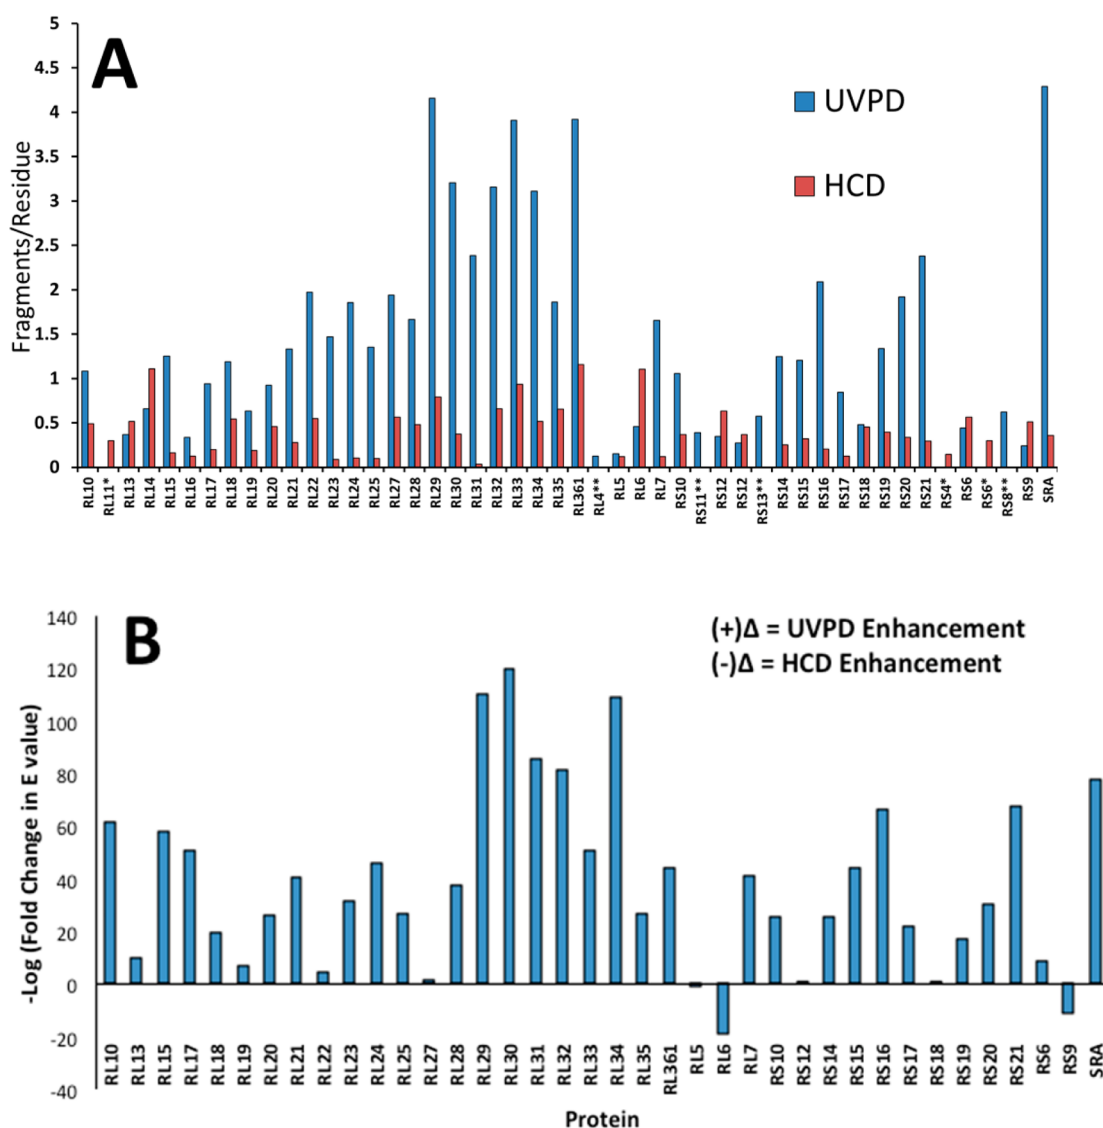 A
UVPD
HCD
Fragments/Residue
5
4.5
4
3.5
3
2.5
2
1.5
1
0.5
0
RL10 RL11* RL13 RL14 RL15 RL16 RL17 RL18 RL19 RL20 RL21 RL22 RL23 RL24 RL25 RL27 RL28 RL29 RL30 RL31 RL32 RL33 RL34 RL35 RL361 RL4** RL5 RL6 RL7 RS10 RS11** RS12 RS12 RS13** RS14 RS15 RS16 RS17 RS18 RS19 RS20 RS21 RS4* RS6 RS6* RS8** RS9 SRA
B
(+)Δ = UVPD Enhancement
(-)Δ = HCD Enhancement
-Log (Fold Change in E value)
140
120
100
80
60
40
20
0
-20
-40
RL10 RL13 RL15 RL17 RL18 RL19 RL20 RL21 RL22 RL23 RL24 RL25 RL27 RL28 RL29 RL30 RL31 RL32 RL33 RL34 RL35 RL361 RL5 RL6 RL7 RS10 RS12 RS14 RS15 RS16 RS17 RS18 RS19 RS20 RS21 RS6 RS9 SRA
Protein